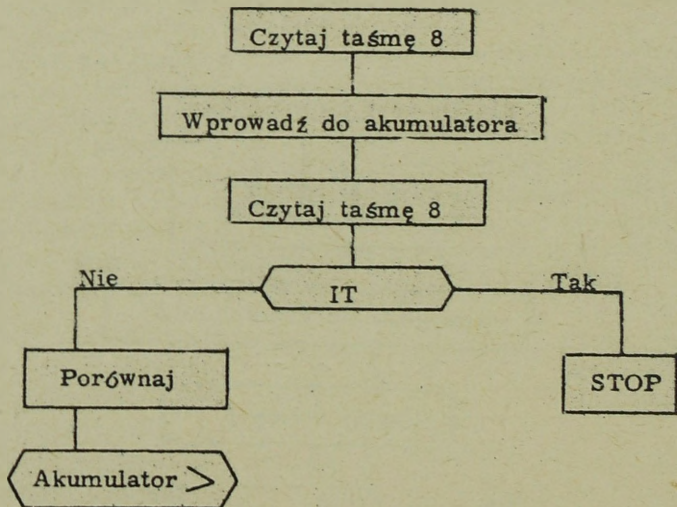 Czytaj taśmę 8
Wprowadź do akumulatora
Czytaj taśmę 8
Nie
IT
Tak
Porównaj
STOP
Akumulator >